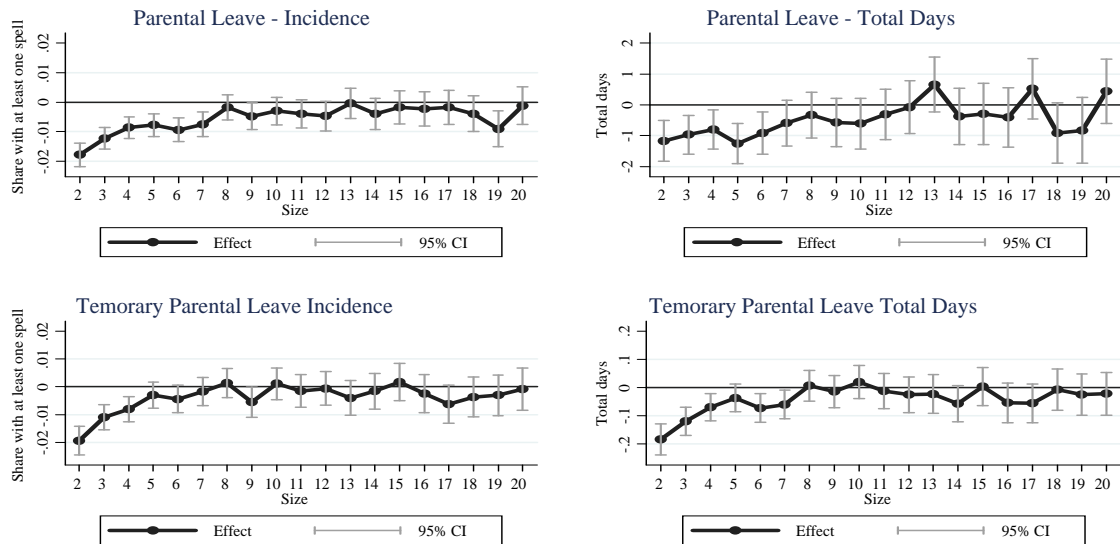 Parental Leave - Incidence
Share with at least one spell
.02
.01
0
-.01
-.02
2 3 4 5 6 7 8 9 10 11 12 13 14 15 16 17 18 19 20
Size
Effect 95% CI
Parental Leave - Total Days
Total days
2
1
0
-1
-2
2 3 4 5 6 7 8 9 10 11 12 13 14 15 16 17 18 19 20
Size
Effect 95% CI
Temorary Parental Leave Incidence
Share with at least one spell
.02
.01
0
-.01
-.02
2 3 4 5 6 7 8 9 10 11 12 13 14 15 16 17 18 19 20
Size
Effect 95% CI
Temorary Parental Leave Total Days
Total days
.2
.1
0
-.1
-.2
2 3 4 5 6 7 8 9 10 11 12 13 14 15 16 17 18 19 20
Size
Effect 95% CI